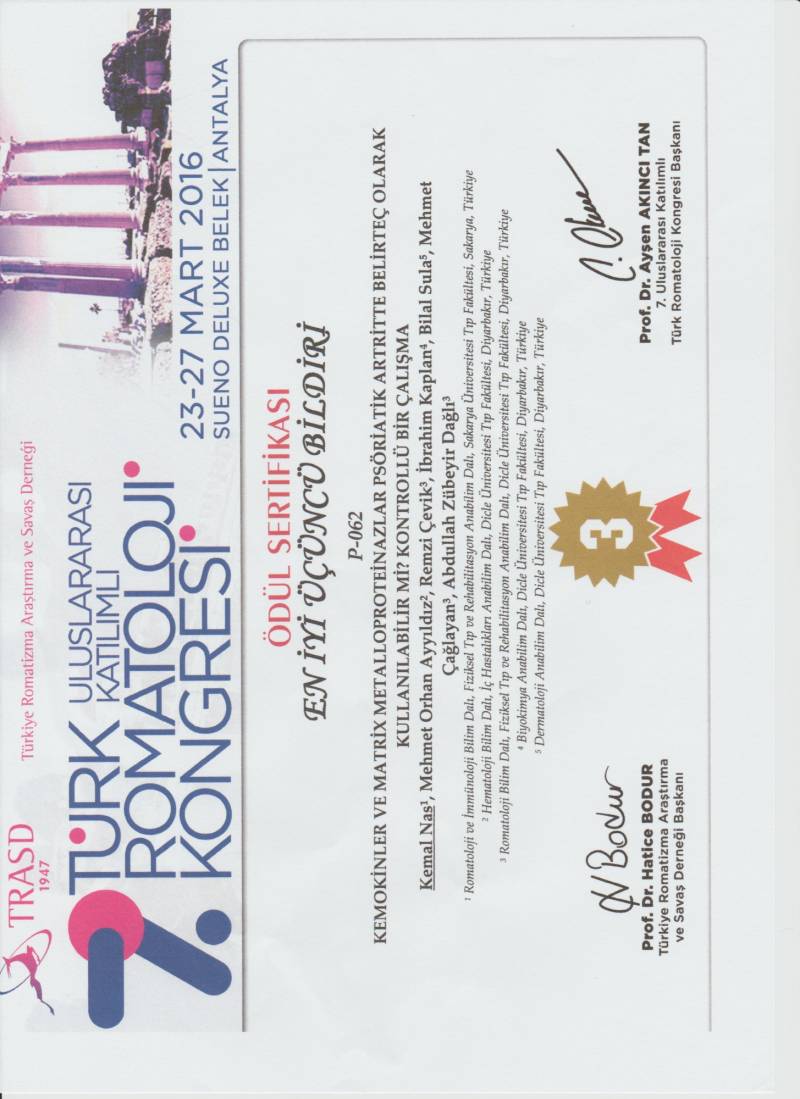 TRASD
1947
Türkiye Romatizma Araştırma ve Savaş Derneği
7. TÜRK ULUSLARARASI
KATILIMLI
ROMATOLOJİ
KONGRESİ
23-27 MART 2016
SUENO DELUXE BELEK | ANTALYA
ÖDÜL SERTİFİKASI
EN İYİ ÜÇÜNCÜ BİLDİRİ
P-062
KEMOKİNLER VE MATRİX METALLOPROTEİNAZLAR PSÖRİATİK ARTRİTTE BELİRTEÇ OLARAK
KULLANILABİLİR Mİ? KONTROLLÜ BİR ÇALIŞMA
Kemal Nas¹, Mehmet Orhan Ayyıldız², Remzi Çevik³, İbrahim Kaplan⁴, Bilal Sula⁵, Mehmet
Çağlayan³, Abdullah Zübeyir Dağlı³
¹ Romatoloji ve İmmünoloji Bilim Dalı, Fiziksel Tıp ve Rehabilitasyon Anabilim Dalı, Sakarya Üniversitesi Tıp Fakültesi, Sakarya, Türkiye
² Hematoloji Bilim Dalı, İç Hastalıkları Anabilim Dalı, Dicle Üniversitesi Tıp Fakültesi, Diyarbakır, Türkiye
³ Romatoloji Bilim Dalı, Fiziksel Tıp ve Rehabilitasyon Anabilim Dalı, Dicle Üniversitesi Tıp Fakültesi, Diyarbakır, Türkiye
⁴ Biyokimya Anabilim Dalı, Dicle Üniversitesi Tıp Fakültesi, Diyarbakır, Türkiye
⁵ Dermatoloji Anabilim Dalı, Dicle Üniversitesi Tıp Fakültesi, Diyarbakır, Türkiye
3
H Bodur
Prof. Dr. Hatice BODUR
Türkiye Romatizma Araştırma
ve Savaş Derneği Başkanı
Prof. Dr. Ayşen AKINCI TAN
7. Uluslararası Katılımlı
Türk Romatoloji Kongresi Başkanı